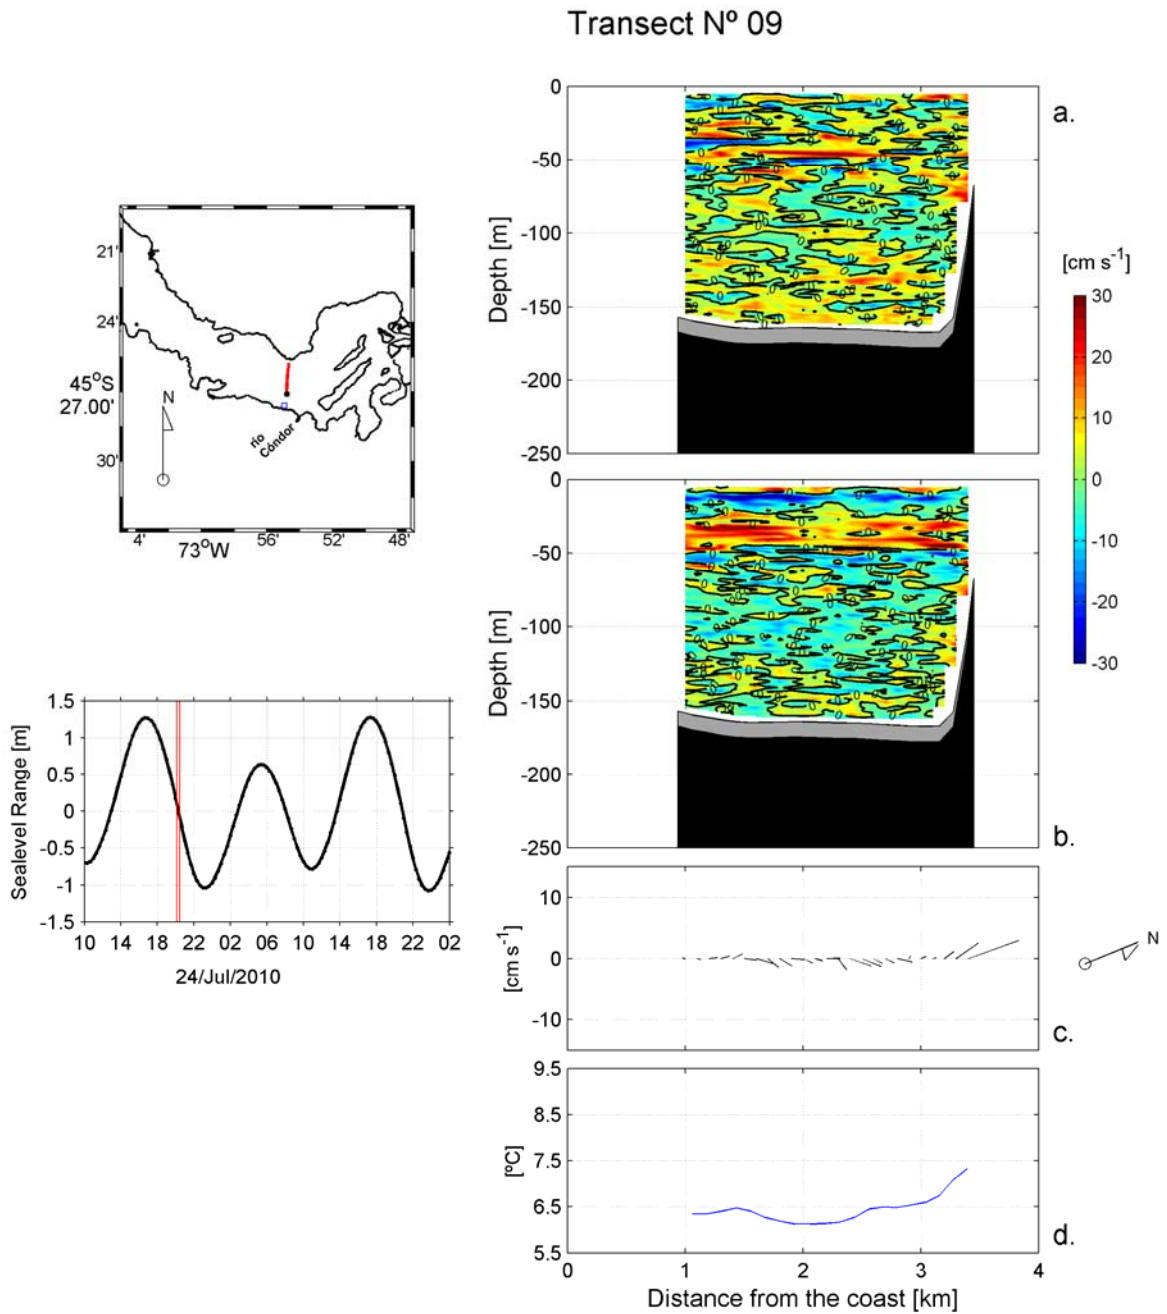 Transect Nº 09
21'
24'
45°S
27.00'
30'
N
río
Cóndor
4'
73°W
56'
52'
48'
0
-50
-100
-150
-200
-250
Depth [m]
a.
[cm s-1]
30
20
10
0
-10
-20
-30
0
-50
-100
-150
-200
-250
Depth [m]
b.
1.5
1
0.5
0
-0.5
-1
-1.5
Sealevel Range [m]
10 14 18 22 02 06 10 14 18 22 02
24/Jul/2010
10
0
-10
[cm s-1]
N
c.
9.5
8.5
7.5
6.5
5.5
[ºC]
d.
0 1 2 3 4
Distance from the coast [km]